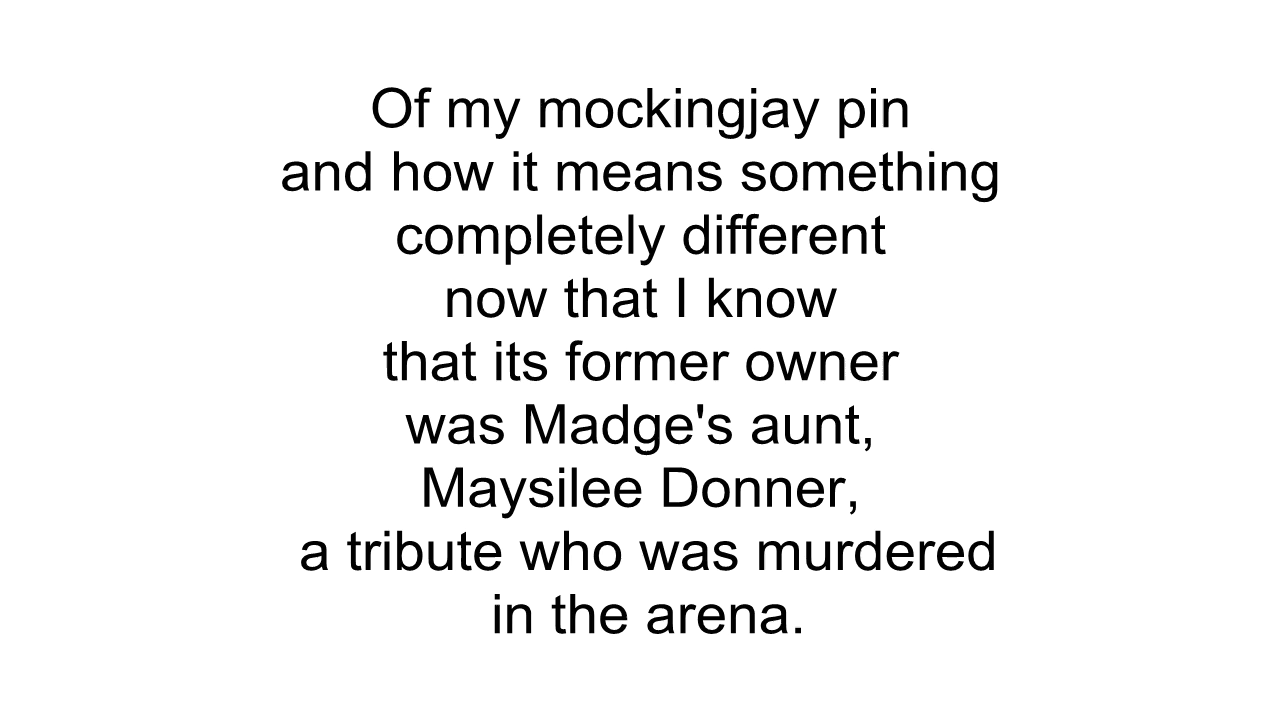 Of my mockingjay pin
and how it means something
completely different
now that I know
that its former owner
was Madge's aunt,
Maysilee Donner,
a tribute who was murdered
in the arena.